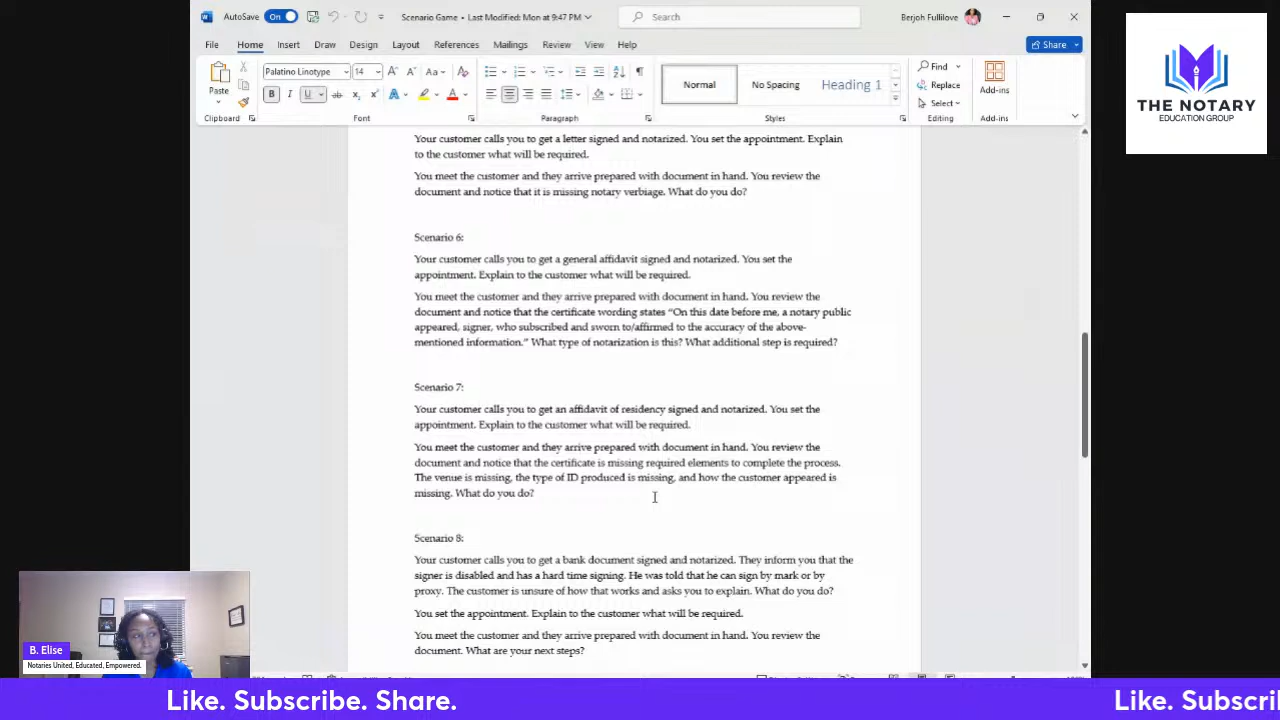 AutoSave
On
Scenario Game • Last Modified: Mon at 9:47 PM
Search
Berjoh Fullilove
File
Home
Insert
Draw
Design
Layout
References
Mailings
Review
View
Help
Share
Paste
Palatino Linotype
14
Normal
No Spacing
Heading 1
Find
Replace
Select
Add-ins
Clipboard
Font
Paragraph
Styles
Editing
Add-ins
THE NOTARY
EDUCATION GROUP
Your customer calls you to get a letter signed and notarized. You set the appointment. Explain
to the customer what will be required.
You meet the customer and they arrive prepared with document in hand. You review the
document and notice that it is missing notary verbiage. What do you do?
Scenario 6:
Your customer calls you to get a general affidavit signed and notarized. You set the
appointment. Explain to the customer what will be required.
You meet the customer and they arrive prepared with document in hand. You review the
document and notice that the certificate wording states “On this date before me, a notary public
appeared, signer, who subscribed and sworn to/affirmed to the accuracy of the above-
mentioned information.” What type of notarization is this? What additional step is required?
Scenario 7:
Your customer calls you to get an affidavit of residency signed and notarized. You set the
appointment. Explain to the customer what will be required.
You meet the customer and they arrive prepared with document in hand. You review the
document and notice that the certificate is missing required elements to complete the process.
The venue is missing, the type of ID produced is missing, and how the customer appeared is
missing. What do you do?
Scenario 8:
Your customer calls you to get a bank document signed and notarized. They inform you that the
signer is disabled and has a hard time signing. He was told that he can sign by mark or by
proxy. The customer is unsure of how that works and asks you to explain. What do you do?
You set the appointment. Explain to the customer what will be required.
You meet the customer and they arrive prepared with document in hand. You review the
document. What are your next steps?
B. Elise
Notaries United, Educated, Empowered.
Like. Subscribe. Share.
Like. Subscri